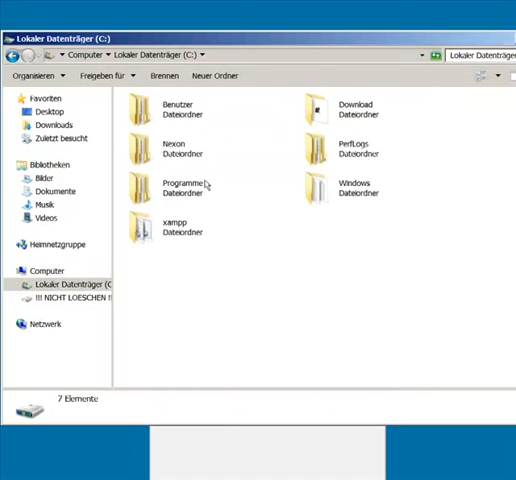 Lokaler Datenträger (C:)
Computer Lokaler Datenträger (C:) Lokaler Datenträger
Organisieren Freigeben für Brennen Neuer Ordner
Favoriten
Desktop
Downloads
Zuletzt besucht
Bibliotheken
Bilder
Dokumente
Musik
Videos
Heimnetzgruppe
Computer
Lokaler Datenträger (C
!!! NICHT LOESCHEN !!
Netzwerk
Benutzer
Dateiordner
Download
Dateiordner
Nexon
Dateiordner
PerfLogs
Dateiordner
Programme
Dateiordner
Windows
Dateiordner
xampp
Dateiordner
7 Elemente